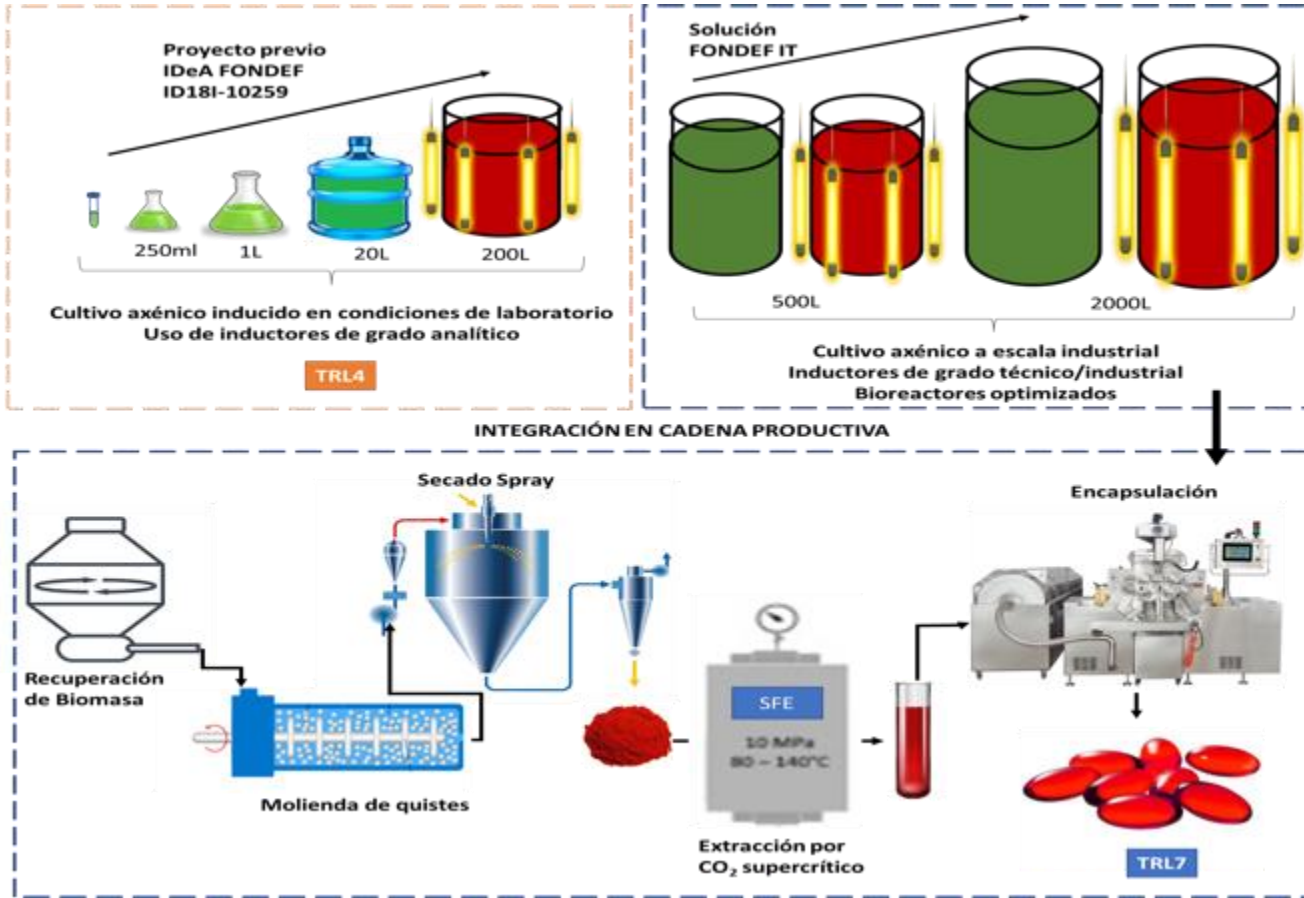 Proyecto previo
IDeA FONDEF
ID18I-10259
250ml
1L
20L
200L
Cultivo axénico inducido en condiciones de laboratorio
Uso de inductores de grado analítico
TRL4
Solución
FONDEF IT
500L
2000L
Cultivo axénico a escala industrial
Inductores de grado técnico/industrial
Bioreactores optimizados
INTEGRACIÓN EN CADENA PRODUCTIVA
Recuperación
de Biomasa
Molienda de quistes
Secado Spray
SFE
10 MPa
80 – 140°C
Extracción por
CO₂ supercrítico
Encapsulación
TRL7